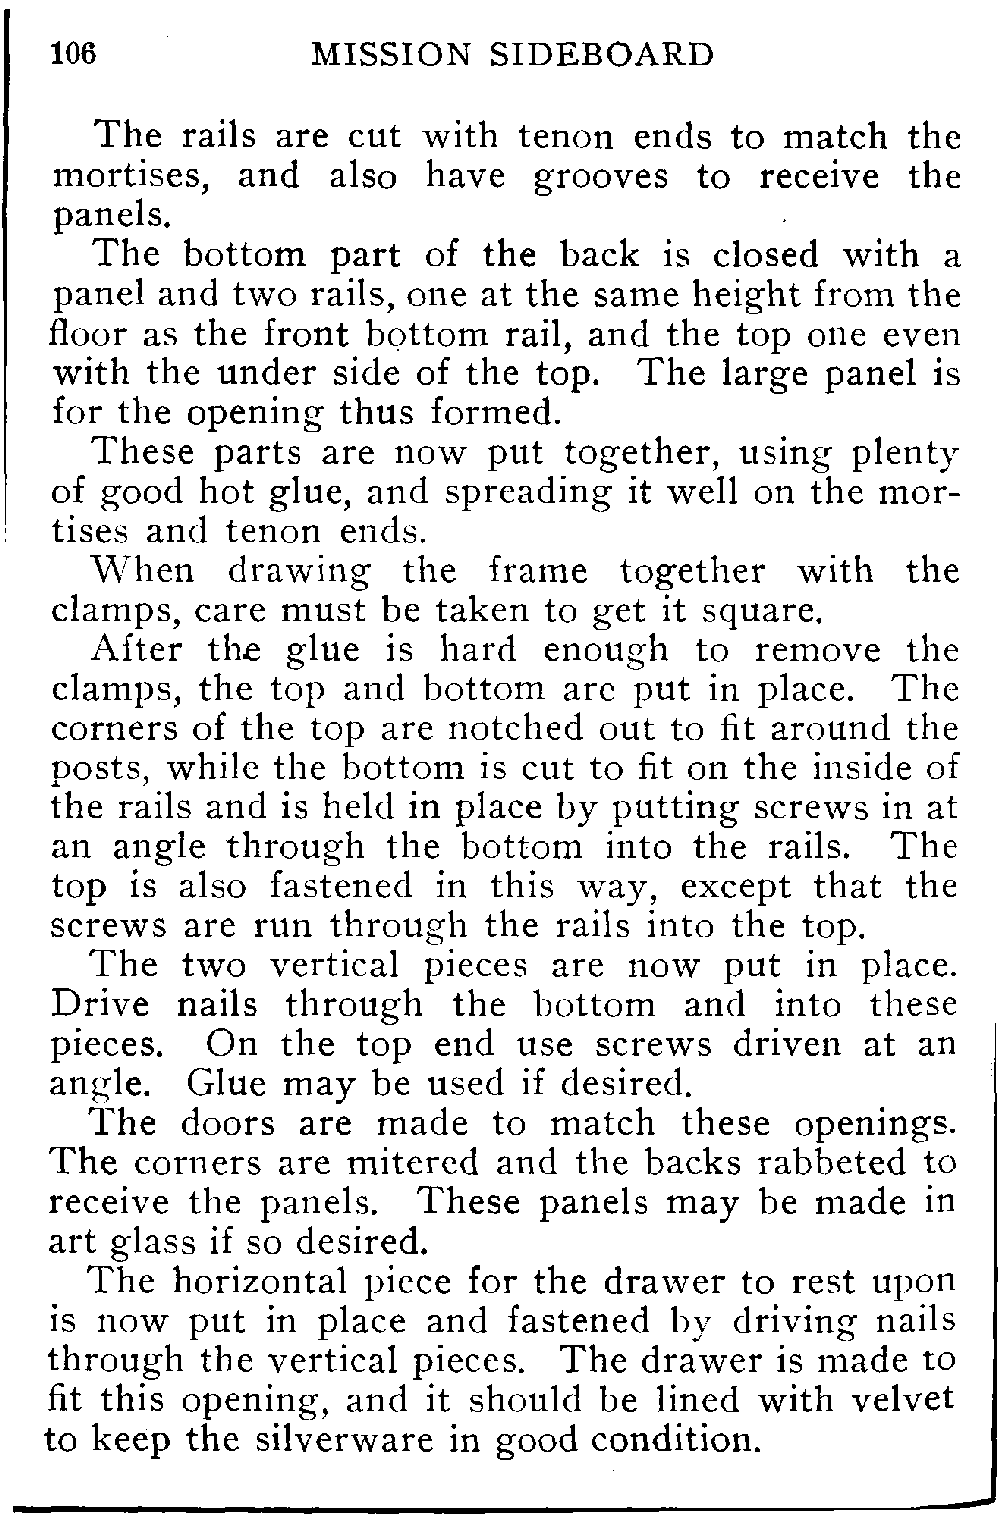 106 MISSION SIDEBOARD
The rails are cut with tenon ends to match the
mortises, and also have grooves to receive the
panels.
The bottom part of the back is closed with a
panel and two rails, one at the same height from the
floor as the front bottom rail, and the top one even
with the under side of the top. The large panel is
for the opening thus formed.
These parts are now put together, using plenty
of good hot glue, and spreading it well on the mor-
tises and tenon ends.
When drawing the frame together with the
clamps, care must be taken to get it square.
After the glue is hard enough to remove the
clamps, the top and bottom are put in place. The
corners of the top are notched out to fit around the
posts, while the bottom is cut to fit on the inside of
the rails and is held in place by putting screws in at
an angle through the bottom into the rails. The
top is also fastened in this way, except that the
screws are run through the rails into the top.
The two vertical pieces are now put in place.
Drive nails through the bottom and into these
pieces. On the top end use screws driven at an
angle. Glue may be used if desired.
The doors are made to match these openings.
The corners are mitered and the backs rabbeted to
receive the panels. These panels may be made in
art glass if so desired.
The horizontal piece for the drawer to rest upon
is now put in place and fastened by driving nails
through the vertical pieces. The drawer is made to
fit this opening, and it should be lined with velvet
to keep the silverware in good condition.